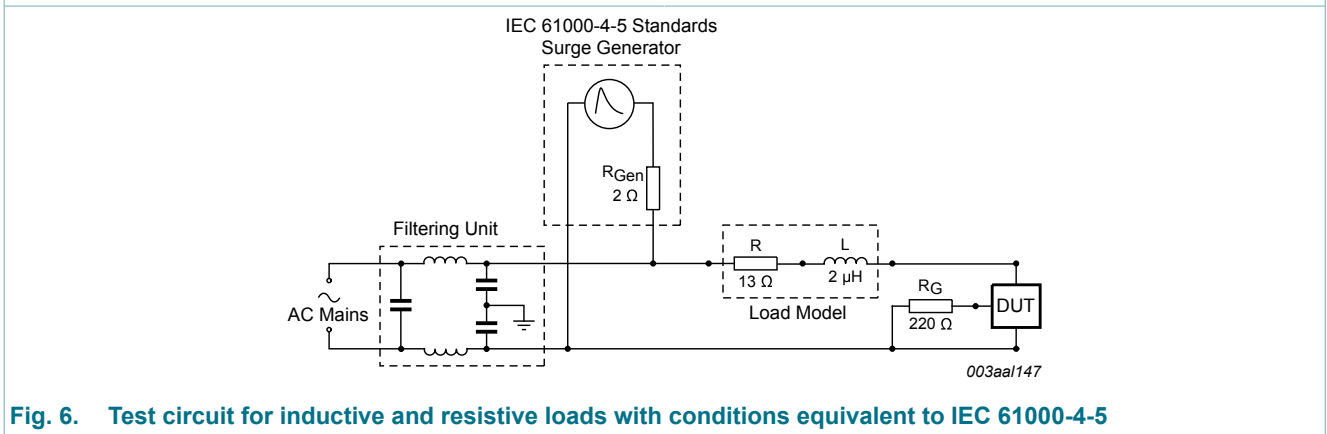 IEC 61000-4-5 Standards
Surge Generator
RGen
2 Ω
Filtering Unit
AC Mains
R
13 Ω
L
2 μH
Load Model
RG
220 Ω
DUT
003aal147
Fig. 6. Test circuit for inductive and resistive loads with conditions equivalent to IEC 61000-4-5